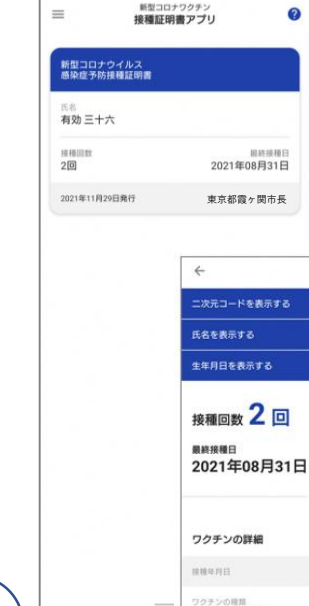 新型コロナワクチン
接種証明書アプリ
?
新型コロナウイルス
感染症予防接種証明書
氏名
有効 三十六
接種回数
最終接種日
2回
2021年08月31日
2021年11月29日発行
東京都霞ヶ関市長
二次元コードを表示する
氏名を表示する
生年月日を表示する
接種回数 2 回
最終接種日
2021年08月31日
ワクチンの詳細
接種年月日
ワクチンの種類